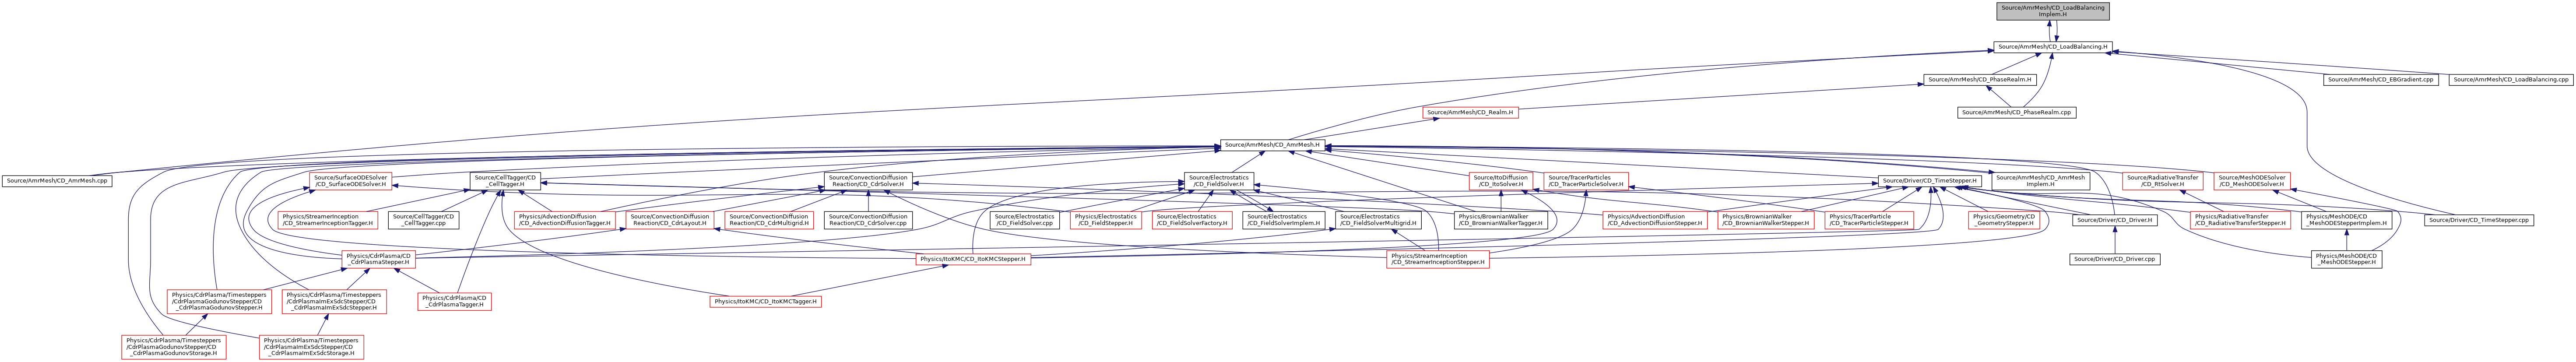 Source/AmrMesh/CD_LoadBalancing
Implem.H
Source/AmrMesh/CD_LoadBalancing.H
Source/AmrMesh/CD_PhaseRealm.H
Source/AmrMesh/CD_EBGradient.cpp
Source/AmrMesh/CD_LoadBalancing.cpp
Source/AmrMesh/CD_Realm.H
Source/AmrMesh/CD_PhaseRealm.cpp
Source/AmrMesh/CD_AmrMesh.H
Source/AmrMesh/CD_AmrMesh.cpp
Source/SurfaceODESolver
/CD_SurfaceODESolver.H
Source/CellTagger/CD
_CellTagger.H
Source/ConvectionDiffusion
Reaction/CD_CdrSolver.H
Source/Electrostatics
/CD_FieldSolver.H
Source/ItoDiffusion
/CD_ItoSolver.H
Source/TracerParticles
/CD_TracerParticleSolver.H
Source/Driver/CD_TimeStepper.H
Source/AmrMesh/CD_AmrMesh
Implem.H
Source/RadiativeTransfer
/CD_RtSolver.H
Source/MeshODESolver
/CD_MeshODESolver.H
Physics/StreamerInception
/CD_StreamerInceptionTagger.H
Source/CellTagger/CD
_CellTagger.cpp
Physics/AdvectionDiffusion
/CD_AdvectionDiffusionTagger.H
Source/ConvectionDiffusion
Reaction/CD_CdrLayout.H
Source/ConvectionDiffusion
Reaction/CD_CdrMultigrid.H
Source/ConvectionDiffusion
Reaction/CD_CdrSolver.cpp
Source/Electrostatics
/CD_FieldSolver.cpp
Physics/Electrostatics
/CD_FieldStepper.H
Source/Electrostatics
/CD_FieldSolverFactory.H
Source/Electrostatics
/CD_FieldSolverImplem.H
Source/Electrostatics
/CD_FieldSolverMultigrid.H
Physics/BrownianWalker
/CD_BrownianWalkerTagger.H
Physics/AdvectionDiffusion
/CD_AdvectionDiffusionStepper.H
Physics/BrownianWalker
/CD_BrownianWalkerStepper.H
Physics/TracerParticle
/CD_TracerParticleStepper.H
Physics/Geometry/CD
_GeometryStepper.H
Source/Driver/CD_Driver.H
Physics/RadiativeTransfer
/CD_RadiativeTransferStepper.H
Physics/MeshODE/CD
_MeshODEStepperImplem.H
Source/Driver/CD_TimeStepper.cpp
Physics/CdrPlasma/CD
_CdrPlasmaStepper.H
Physics/ItoKMC/CD_ItoKMCStepper.H
Physics/StreamerInception
/CD_StreamerInceptionStepper.H
Source/Driver/CD_Driver.cpp
Physics/MeshODE/CD
_MeshODEStepper.H
Physics/CdrPlasma/Timesteppers
/CdrPlasmaGodunovStepper/CD
_CdrPlasmaGodunovStepper.H
Physics/CdrPlasma/Timesteppers
/CdrPlasmaImExSdcStepper/CD
_CdrPlasmaImExSdcStepper.H
Physics/CdrPlasma/CD
_CdrPlasmaTagger.H
Physics/ItoKMC/CD_ItoKMCTagger.H
Physics/CdrPlasma/Timesteppers
/CdrPlasmaGodunovStepper/CD
_CdrPlasmaGodunovStorage.H
Physics/CdrPlasma/Timesteppers
/CdrPlasmaImExSdcStepper/CD
_CdrPlasmaImExSdcStorage.H